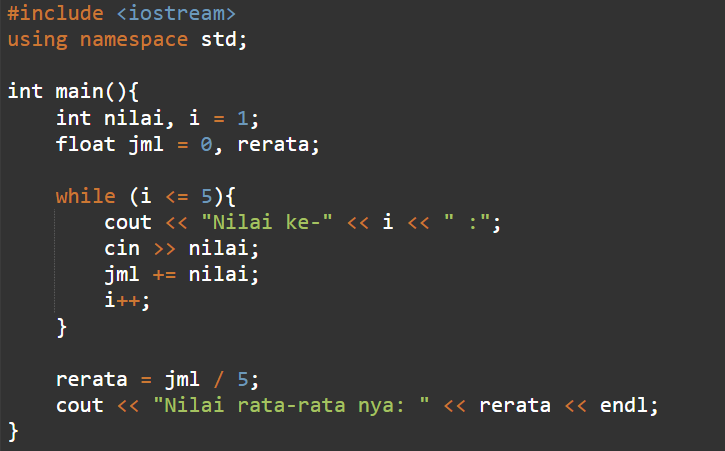 #include <iostream>
using namespace std;
int main(){
int nilai, i = 1;
float jml = 0, rerata;
while (i <= 5){
cout << "Nilai ke-" << i << " :";
cin >> nilai;
jml += nilai;
i++;
}
rerata = jml / 5;
cout << "Nilai rata-rata nya: " << rerata << endl;
}